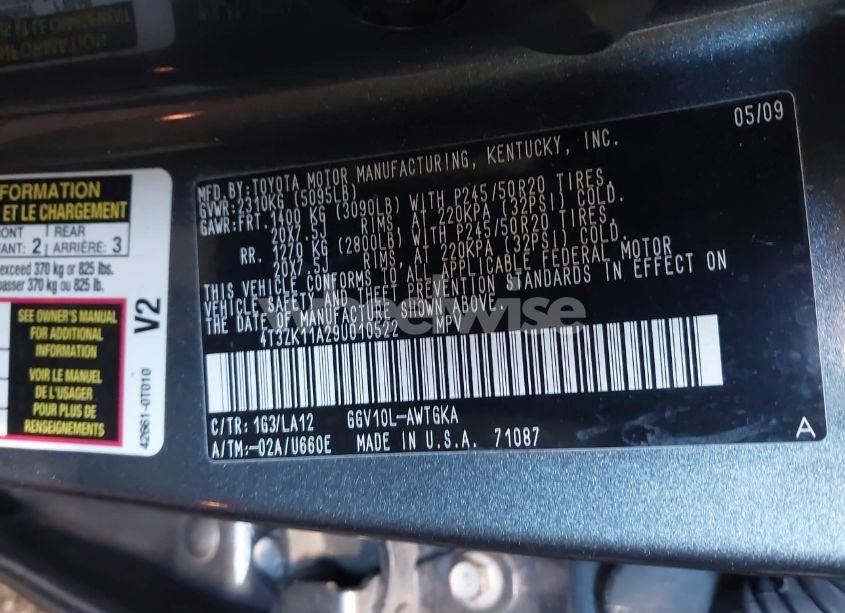 05/09
MFD.BY:TOYOTA MOTOR MANUFACTURING, KENTUCKY, INC.
GVWR:2310KG (5095LB)
GAWR:FRT. 1400 KG (3090LB) WITH P245/50R20 TIRES,
20X7.5J RIMS, AT 220KPA (32PSI) COLD.
RR. 1270 KG (2800LB) WITH P245/50R20 TIRES,
20X7.5J RIMS, AT 220KPA (32PSI) COLD.
THIS VEHICLE CONFORMS TO ALL APPLICABLE FEDERAL MOTOR
VEHICLE SAFETY AND THEFT PREVENTION STANDARDS IN EFFECT ON
THE DATE OF MANUFACTURE SHOWN ABOVE.
4T3ZK11A29U010522 MPV
C/TR: 1G3/LA12 GGV10L-AWTGKA
A/TM:-02A/U660E MADE IN U.S.A. 71087
A
wheelwise
FORMATION
ET LE CHARGEMENT
REAR
2 ARRIÈRE: 3
exceed 370 kg or 825 lbs.
370 kg ou 825 lb.
SEE OWNER'S MANUAL
FOR ADDITIONAL
INFORMATION
VOIR LE MANUEL
DE L'USAGER
POUR PLUS DE
RENSEIGNEMENTS
V2
42661-0T010